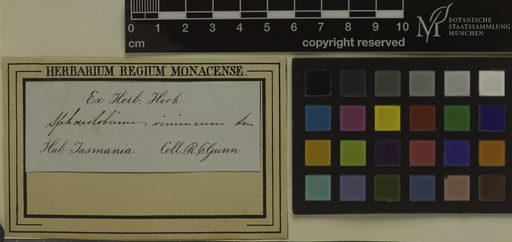 0 1 2 3 4 5 6 7 8 9 10
cm
copyright reserved
BOTANISCHE
STAATSSAMMLUNG
MÜNCHEN
HERBARIUM REGIUM MONACENSE.
Ex Herb. Hook
Sphaerolobium vimineum Sm
Hab. Tasmania. Coll. R.C. Gunn